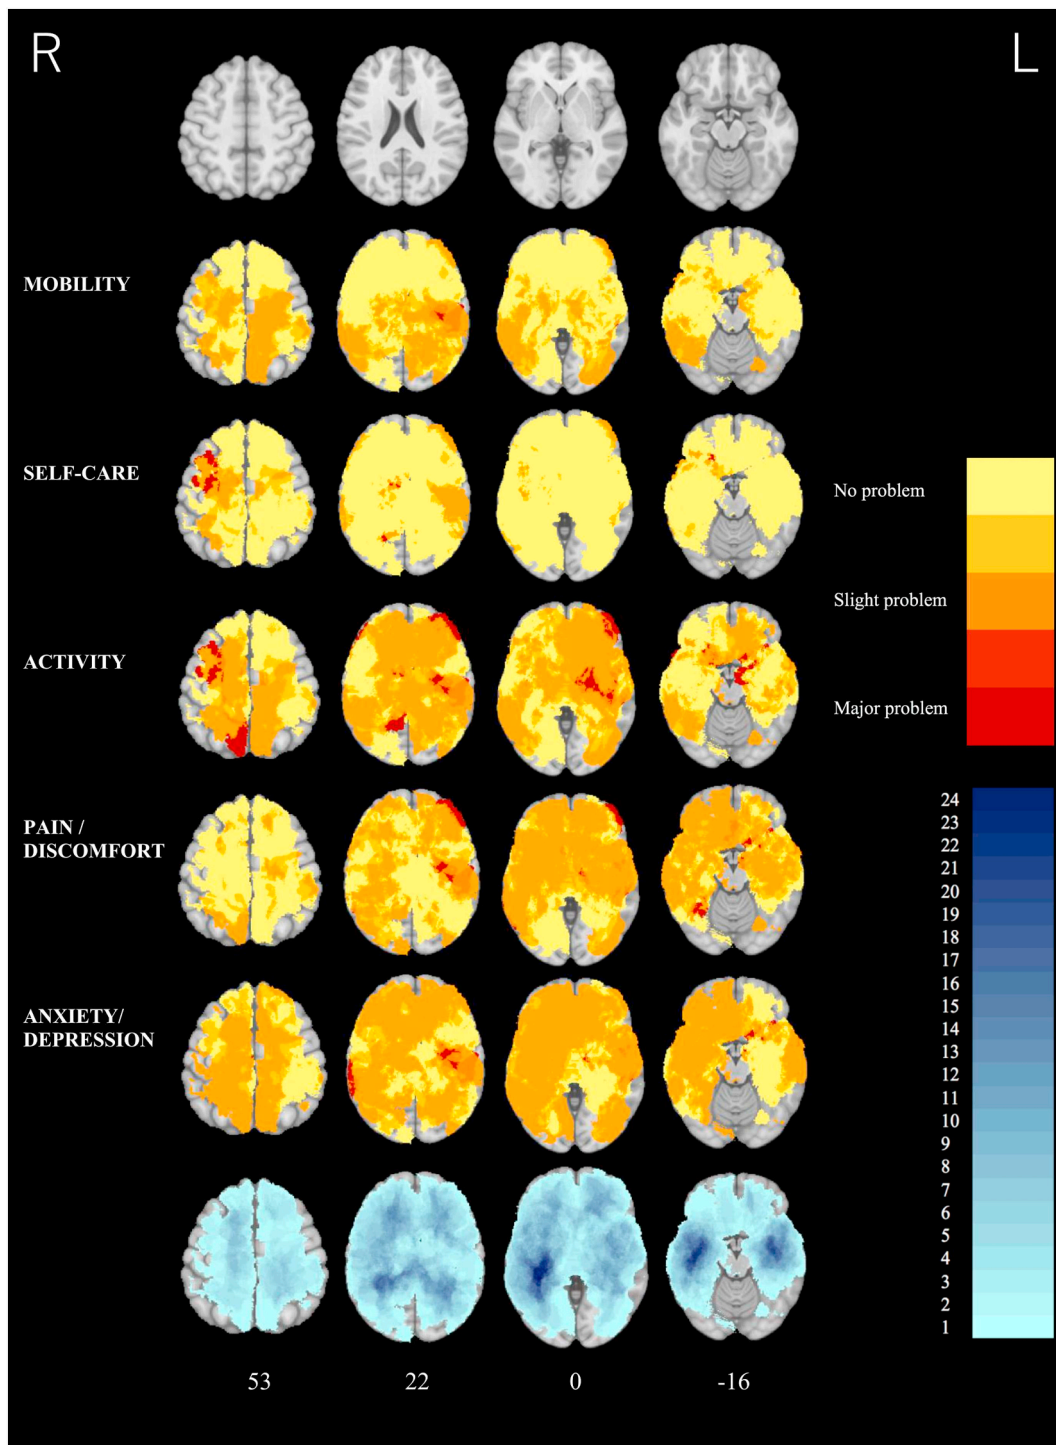 R
L
MOBILITY
SELF-CARE
No problem
Slight problem
ACTIVITY
Major problem
PAIN /
DISCOMFORT
ANXIETY/
DEPRESSION
24
23
22
21
20
19
18
17
16
15
14
13
12
11
10
9
8
7
6
5
4
3
2
1
53
22
0
-16